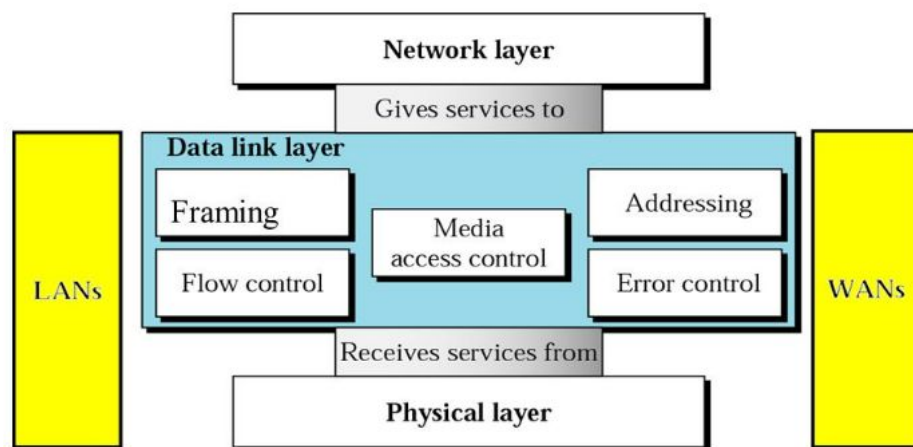 Network layer
Gives services to
Data link layer
Framing
Addressing
Media
access control
Flow control
Error control
LANs
WANs
Receives services from
Physical layer